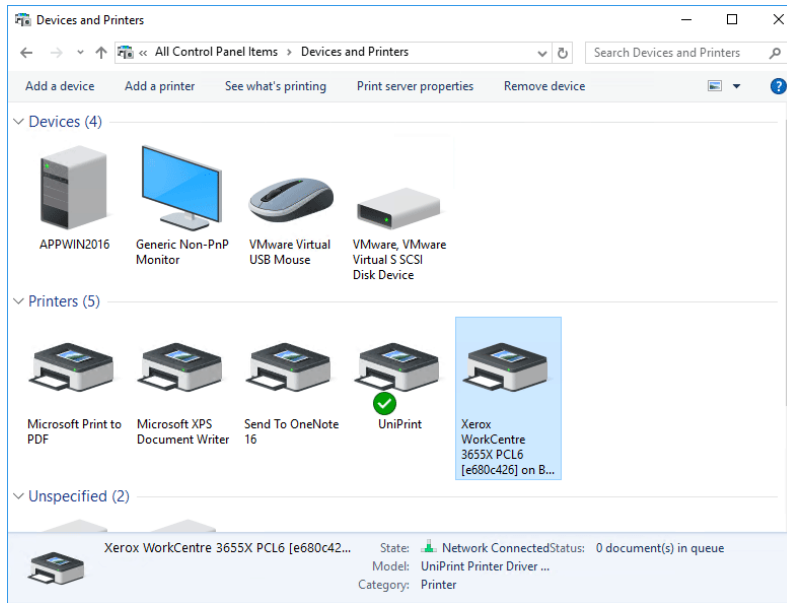 Devices and Printers
« All Control Panel Items > Devices and Printers
Search Devices and Printers
Add a device Add a printer See what's printing Print server properties Remove device
?
Devices (4)
APPWIN2016
Generic Non-PnP
Monitor
VMware Virtual
USB Mouse
VMware, VMware
Virtual S SCSI
Disk Device
Printers (5)
Microsoft Print to
PDF
Microsoft XPS
Document Writer
Send To OneNote
16
UniPrint
Xerox
WorkCentre
3655X PCL6
[e680c426] on B...
Unspecified (2)
Xerox WorkCentre 3655X PCL6 [e680c42... State: Network Connected Status: 0 document(s) in queue
Model: UniPrint Printer Driver ...
Category: Printer